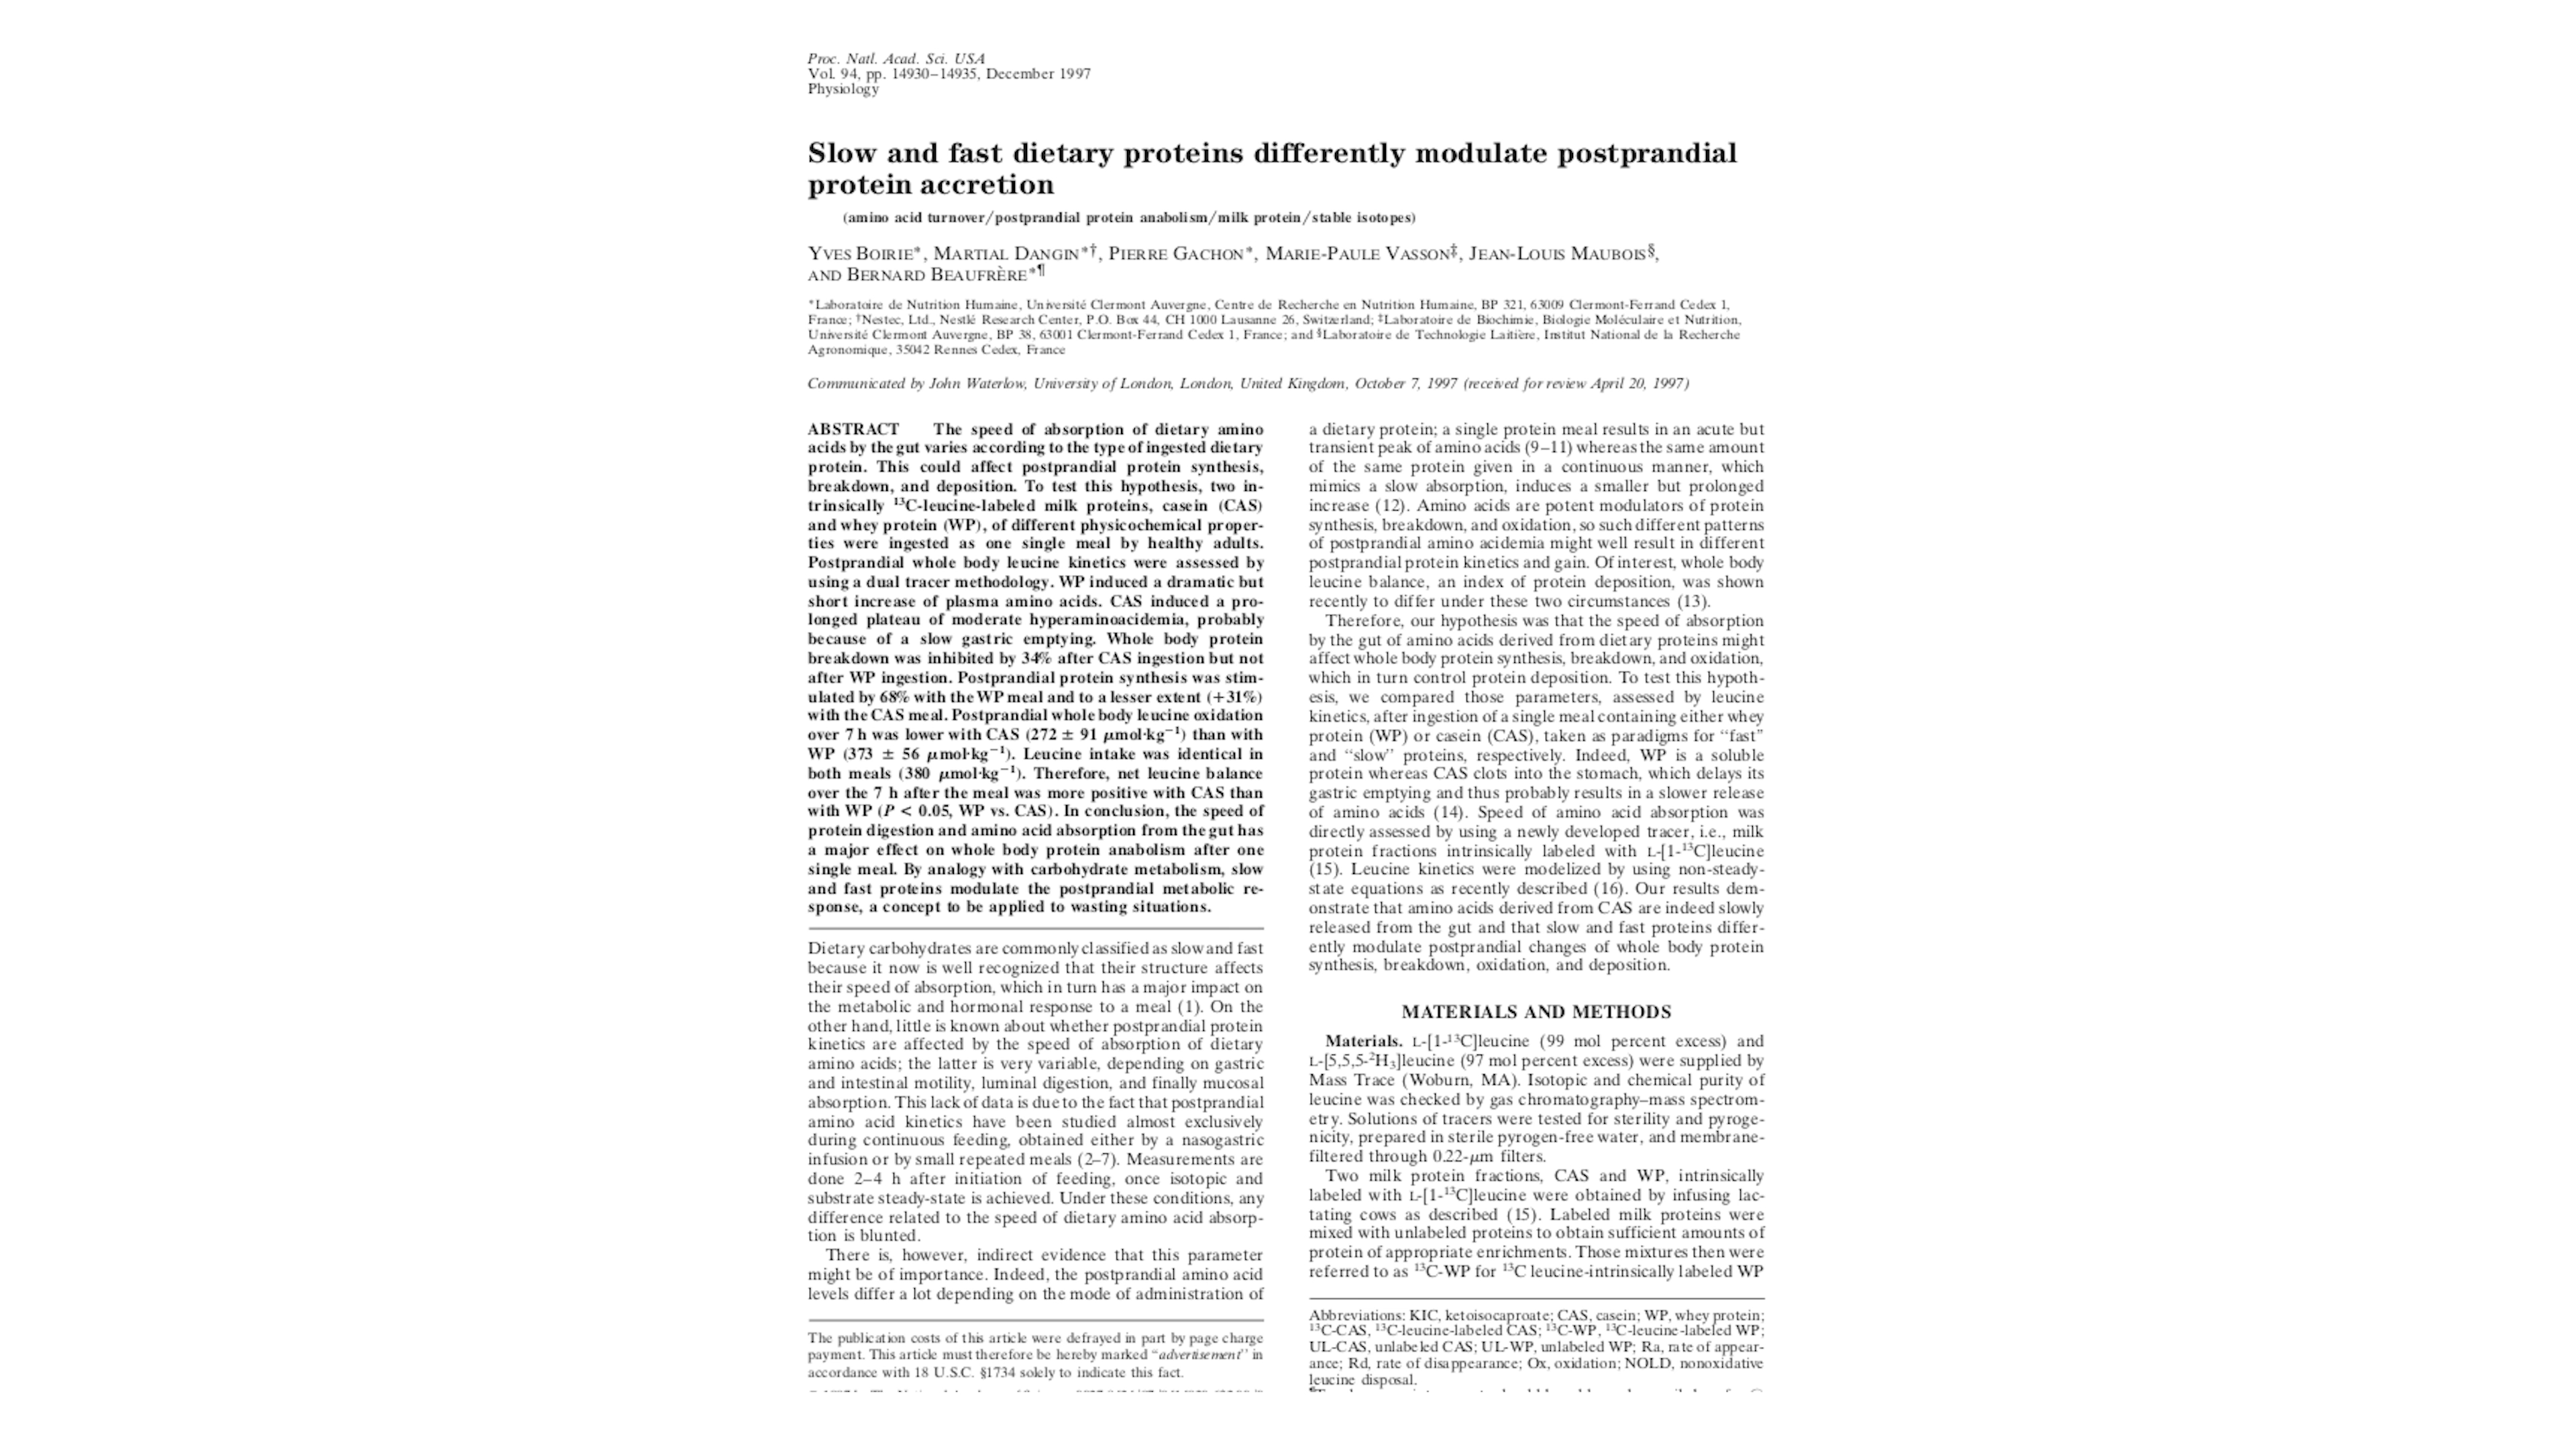 Proc. Natl. Acad. Sci. USA
Vol. 94, pp. 14930–14935, December 1997
Physiology
Slow and fast dietary proteins differently modulate postprandial
protein accretion
(amino acid turnover/postprandial protein anabolism/milk protein/stable isotopes)
YVES BOIRIE*, MARTIAL DANGIN*†, PIERRE GACHON*, MARIE-PAULE VASSON‡, JEAN-LOUIS MAUBOIS§,
AND BERNARD BEAUFRÈRE*¶
*Laboratoire de Nutrition Humaine, Université Clermont Auvergne, Centre de Recherche en Nutrition Humaine, BP 321, 63009 Clermont-Ferrand Cedex 1,
France; †Nestec, Ltd., Nestlé Research Center, P.O. Box 44, CH 1000 Lausanne 26, Switzerland; ‡Laboratoire de Biochimie, Biologie Moléculaire et Nutrition,
Université Clermont Auvergne, BP 38, 63001 Clermont-Ferrand Cedex 1, France; and §Laboratoire de Technologie Laitière, Institut National de la Recherche
Agronomique, 35042 Rennes Cedex, France
Communicated by John Waterlow, University of London, London, United Kingdom, October 7, 1997 (received for review April 20, 1997)
ABSTRACT The speed of absorption of dietary amino
acids by the gut varies according to the type of ingested dietary
protein. This could affect postprandial protein synthesis,
breakdown, and deposition. To test this hypothesis, two in-
trinsically ¹³C-leucine-labeled milk proteins, casein (CAS)
and whey protein (WP), of different physicochemical proper-
ties were ingested as one single meal by healthy adults.
Postprandial whole body leucine kinetics were assessed by
using a dual tracer methodology. WP induced a dramatic but
short increase of plasma amino acids. CAS induced a pro-
longed plateau of moderate hyperaminoacidemia, probably
because of a slow gastric emptying. Whole body protein
breakdown was inhibited by 34% after CAS ingestion but not
after WP ingestion. Postprandial protein synthesis was stim-
ulated by 68% with the WP meal and to a lesser extent (+31%)
with the CAS meal. Postprandial whole body leucine oxidation
over 7 h was lower with CAS (272 ± 91 μmol·kg⁻¹) than with
WP (373 ± 56 μmol·kg⁻¹). Leucine intake was identical in
both meals (380 μmol·kg⁻¹). Therefore, net leucine balance
over the 7 h after the meal was more positive with CAS than
with WP (P < 0.05, WP vs. CAS). In conclusion, the speed of
protein digestion and amino acid absorption from the gut has
a major effect on whole body protein anabolism after one
single meal. By analogy with carbohydrate metabolism, slow
and fast proteins modulate the postprandial metabolic re-
sponse, a concept to be applied to wasting situations.
Dietary carbohydrates are commonly classified as slow and fast
because it now is well recognized that their structure affects
their speed of absorption, which in turn has a major impact on
the metabolic and hormonal response to a meal (1). On the
other hand, little is known about whether postprandial protein
kinetics are affected by the speed of absorption of dietary
amino acids; the latter is very variable, depending on gastric
and intestinal motility, luminal digestion, and finally mucosal
absorption. This lack of data is due to the fact that postprandial
amino acid kinetics have been studied almost exclusively
during continuous feeding, obtained either by a nasogastric
infusion or by small repeated meals (2–7). Measurements are
done 2–4 h after initiation of feeding, once isotopic and
substrate steady-state is achieved. Under these conditions, any
difference related to the speed of dietary amino acid absorp-
tion is blunted.
There is, however, indirect evidence that this parameter
might be of importance. Indeed, the postprandial amino acid
levels differ a lot depending on the mode of administration of
The publication costs of this article were defrayed in part by page charge
payment. This article must therefore be hereby marked “advertisement” in
accordance with 18 U.S.C. §1734 solely to indicate this fact.
a dietary protein; a single protein meal results in an acute but
transient peak of amino acids (9–11) whereas the same amount
of the same protein given in a continuous manner, which
mimics a slow absorption, induces a smaller but prolonged
increase (12). Amino acids are potent modulators of protein
synthesis, breakdown, and oxidation, so such different patterns
of postprandial amino acidemia might well result in different
postprandial protein kinetics and gain. Of interest, whole body
leucine balance, an index of protein deposition, was shown
recently to differ under these two circumstances (13).
Therefore, our hypothesis was that the speed of absorption
by the gut of amino acids derived from dietary proteins might
affect whole body protein synthesis, breakdown, and oxidation,
which in turn control protein deposition. To test this hypoth-
esis, we compared those parameters, assessed by leucine
kinetics, after ingestion of a single meal containing either whey
protein (WP) or casein (CAS), taken as paradigms for “fast”
and “slow” proteins, respectively. Indeed, WP is a soluble
protein whereas CAS clots into the stomach, which delays its
gastric emptying and thus probably results in a slower release
of amino acids (14). Speed of amino acid absorption was
directly assessed by using a newly developed tracer, i.e., milk
protein fractions intrinsically labeled with L-[1-¹³C]leucine
(15). Leucine kinetics were modelized by using non-steady-
state equations as recently described (16). Our results dem-
onstrate that amino acids derived from CAS are indeed slowly
released from the gut and that slow and fast proteins differ-
ently modulate postprandial changes of whole body protein
synthesis, breakdown, oxidation, and deposition.
MATERIALS AND METHODS
Materials. L-[1-¹³C]leucine (99 mol percent excess) and
L-[5,5,5-²H₃]leucine (97 mol percent excess) were supplied by
Mass Trace (Woburn, MA). Isotopic and chemical purity of
leucine was checked by gas chromatography–mass spectrom-
etry. Solutions of tracers were tested for sterility and pyroge-
nicity, prepared in sterile pyrogen-free water, and membrane-
filtered through 0.22-μm filters.
Two milk protein fractions, CAS and WP, intrinsically
labeled with L-[1-¹³C]leucine were obtained by infusing lac-
tating cows as described (15). Labeled milk proteins were
mixed with unlabeled proteins to obtain sufficient amounts of
protein of appropriate enrichments. Those mixtures then were
referred to as ¹³C-WP for ¹³C leucine-intrinsically labeled WP
Abbreviations: KIC, ketoisocaproate; CAS, casein; WP, whey protein;
¹³C-CAS, ¹³C-leucine-labeled CAS; ¹³C-WP, ¹³C-leucine-labeled WP;
UL-CAS, unlabeled CAS; UL-WP, unlabeled WP; Ra, rate of appear-
ance; Rd, rate of disappearance; Ox, oxidation; NOLD, nonoxidative
leucine disposal.